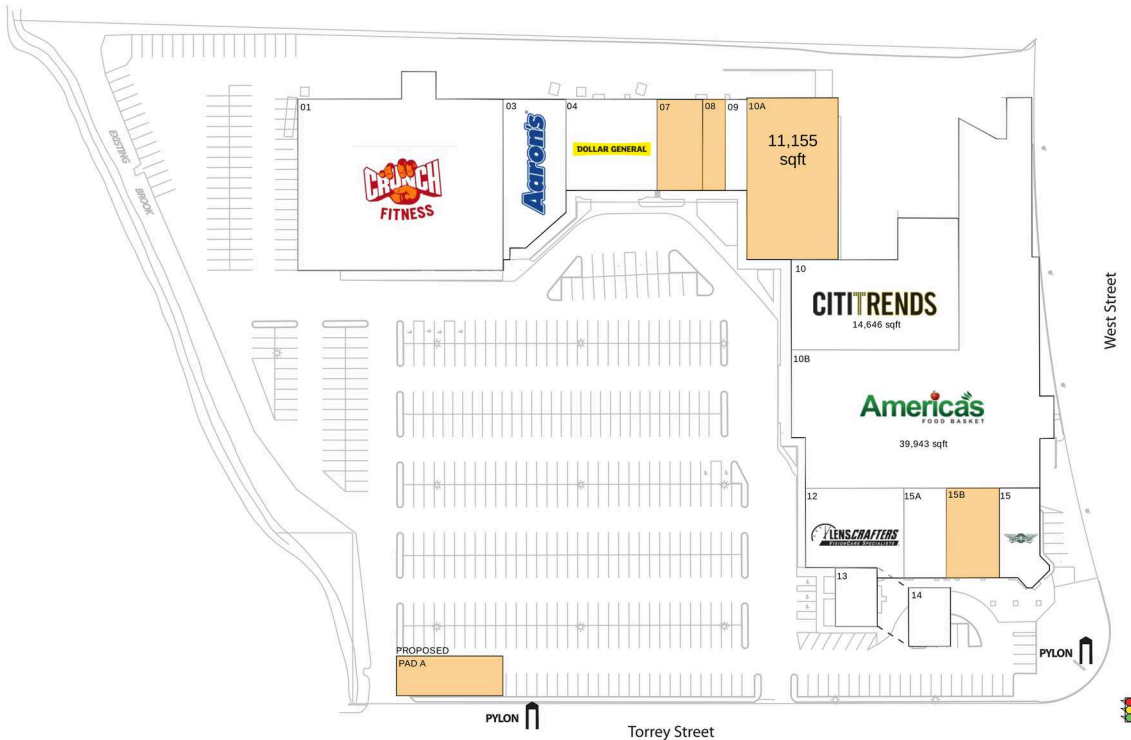 01
03
04
07
08
09
10A
11,155
sqft
CRUNCH
FITNESS
Aaron's
DOLLAR GENERAL
EXISTING
BROOK
10
CITITRENDS
14,646 sqft
West Street
10B
America's
FOOD BASKET
39,943 sqft
12
15A
15B
15
LENSCRAFTERS
13
14
PROPOSED
PAD A
PYLON
PYLON
Torrey Street